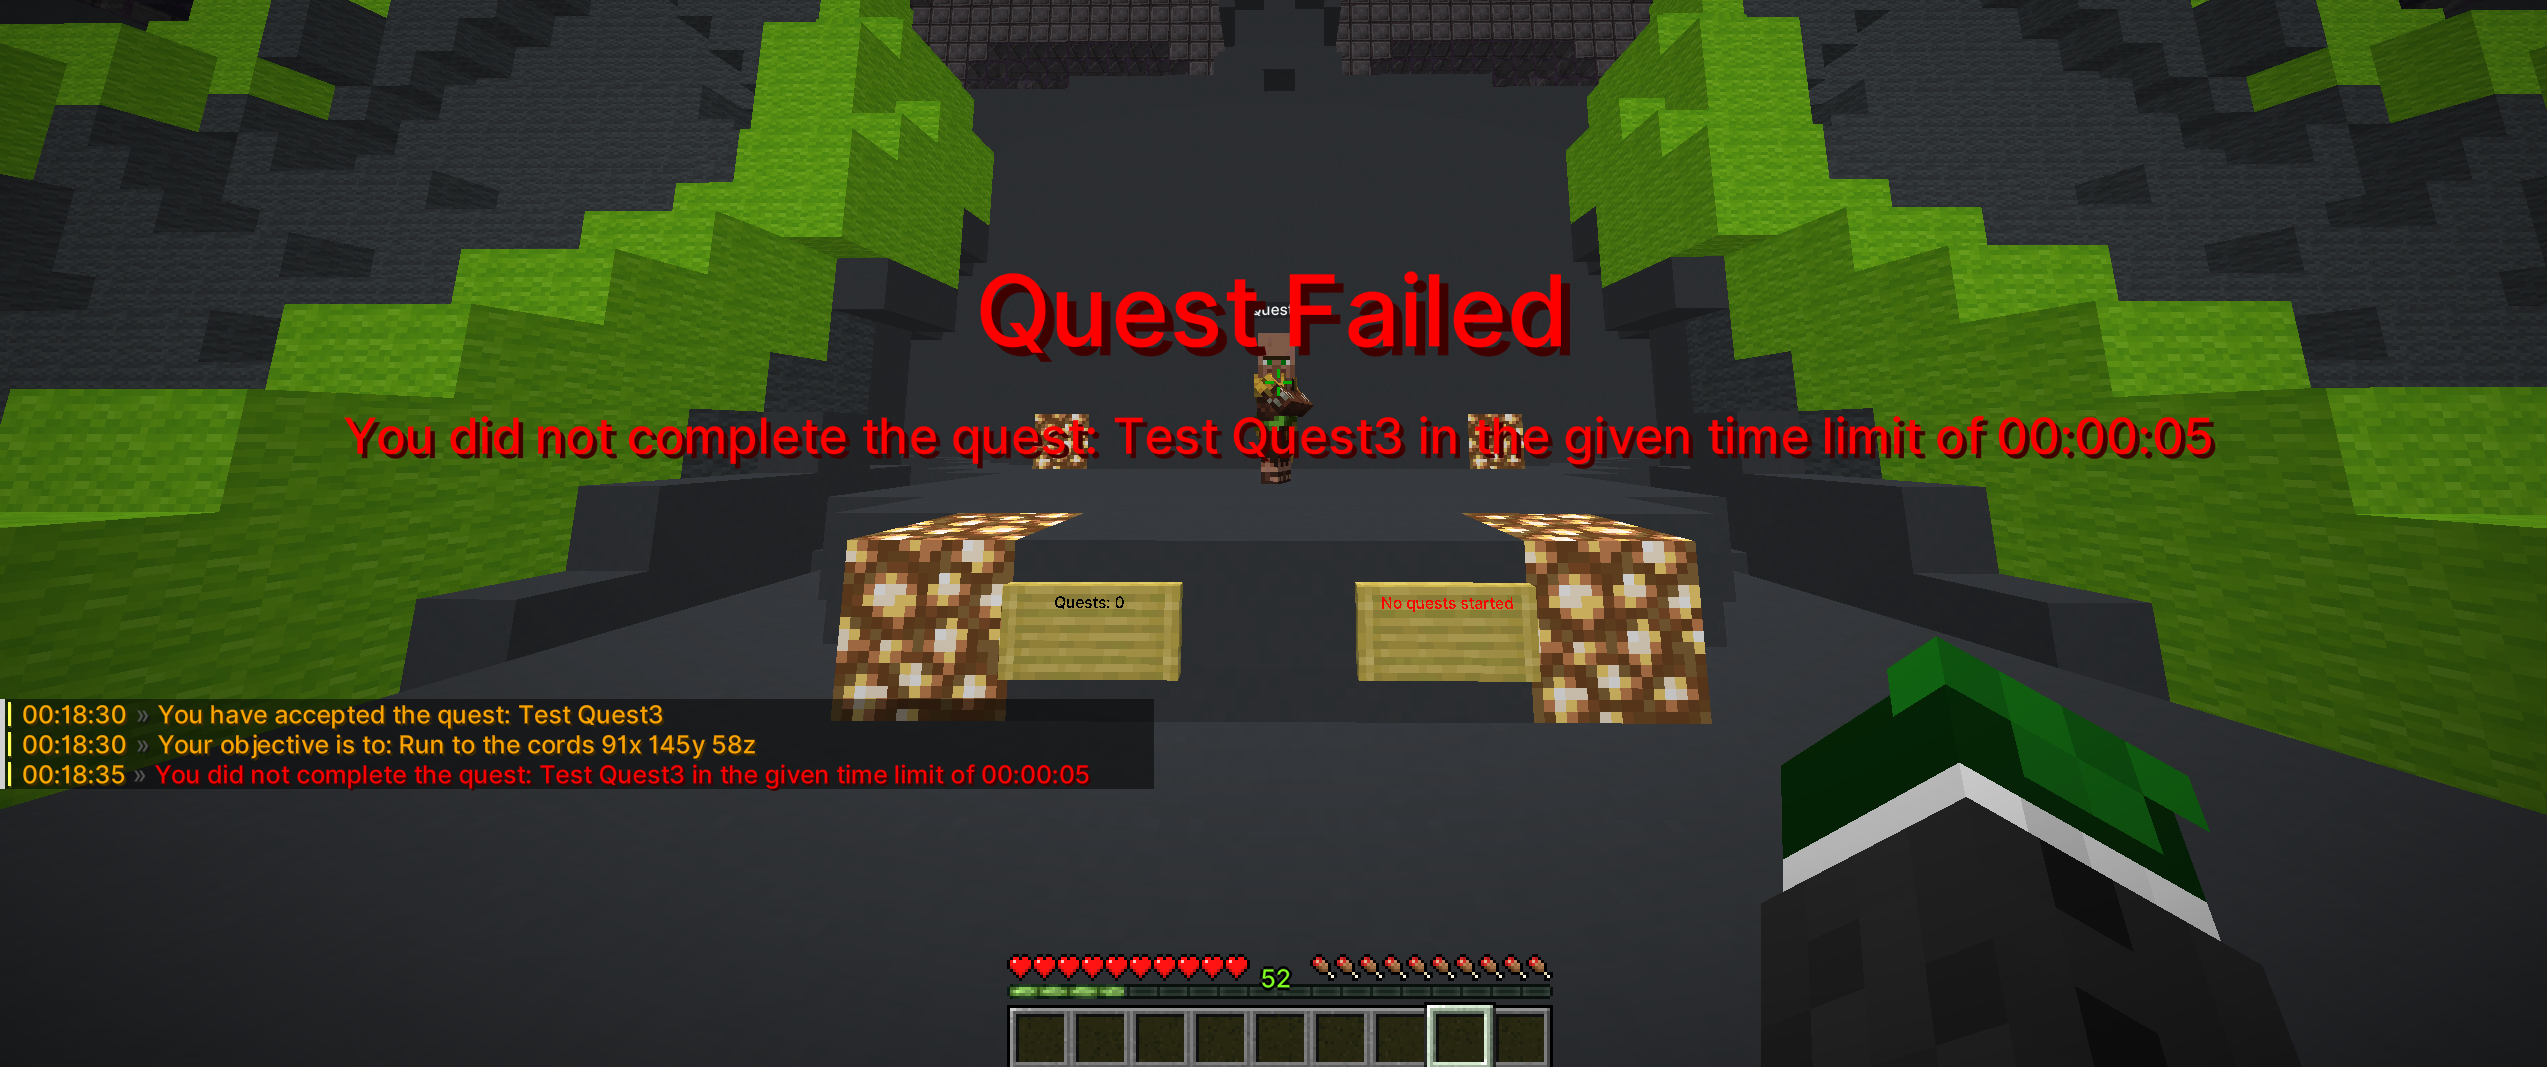 Quest
Quest Failed
You did not complete the quest: Test Quest3 in the given time limit of 00:00:05
Quests: 0
No quests started
00:18:30 » You have accepted the quest: Test Quest3
00:18:30 » Your objective is to: Run to the cords 91x 145y 58z
00:18:35 » You did not complete the quest: Test Quest3 in the given time limit of 00:00:05
52